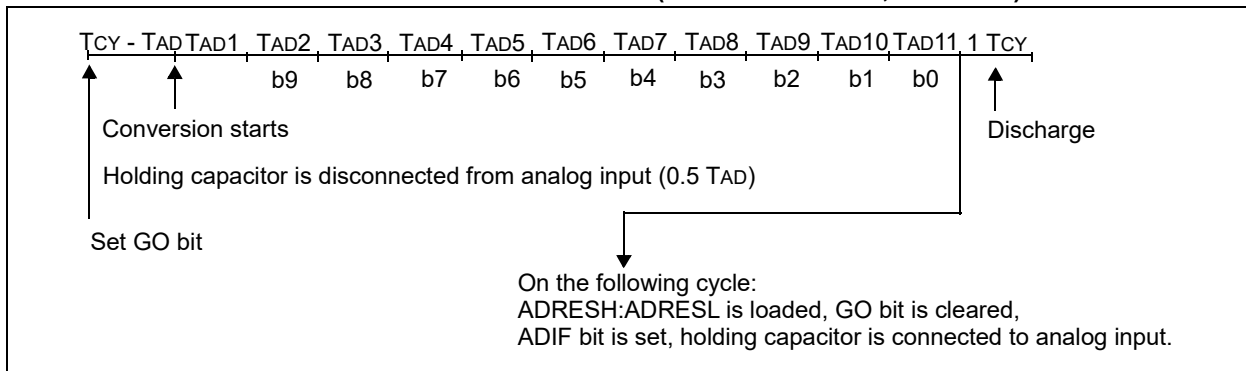 TCY - TAD TAD1 TAD2 TAD3 TAD4 TAD5 TAD6 TAD7 TAD8 TAD9 TAD10 TAD11 1 TCY
b9 b8 b7 b6 b5 b4 b3 b2 b1 b0
Conversion starts
Discharge
Holding capacitor is disconnected from analog input (0.5 TAD)
Set GO bit
On the following cycle:
ADRESH:ADRESL is loaded, GO bit is cleared,
ADIF bit is set, holding capacitor is connected to analog input.